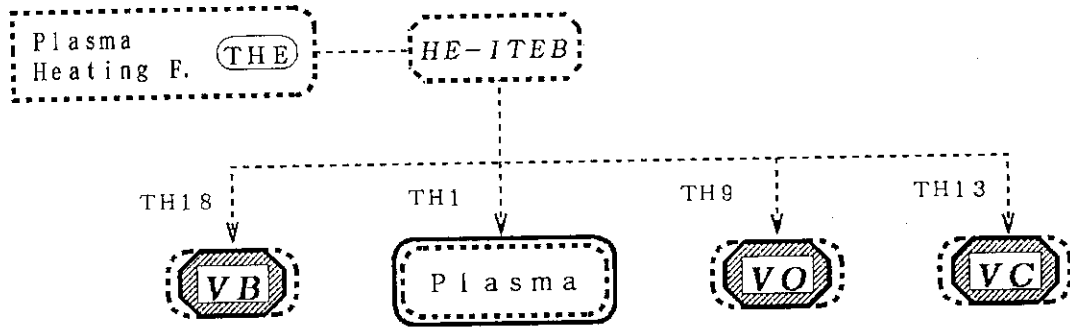 Plasma
Heating F. THE
HE-ITEB
TH18 TH1 TH9 TH13
VB Plasma VO VC